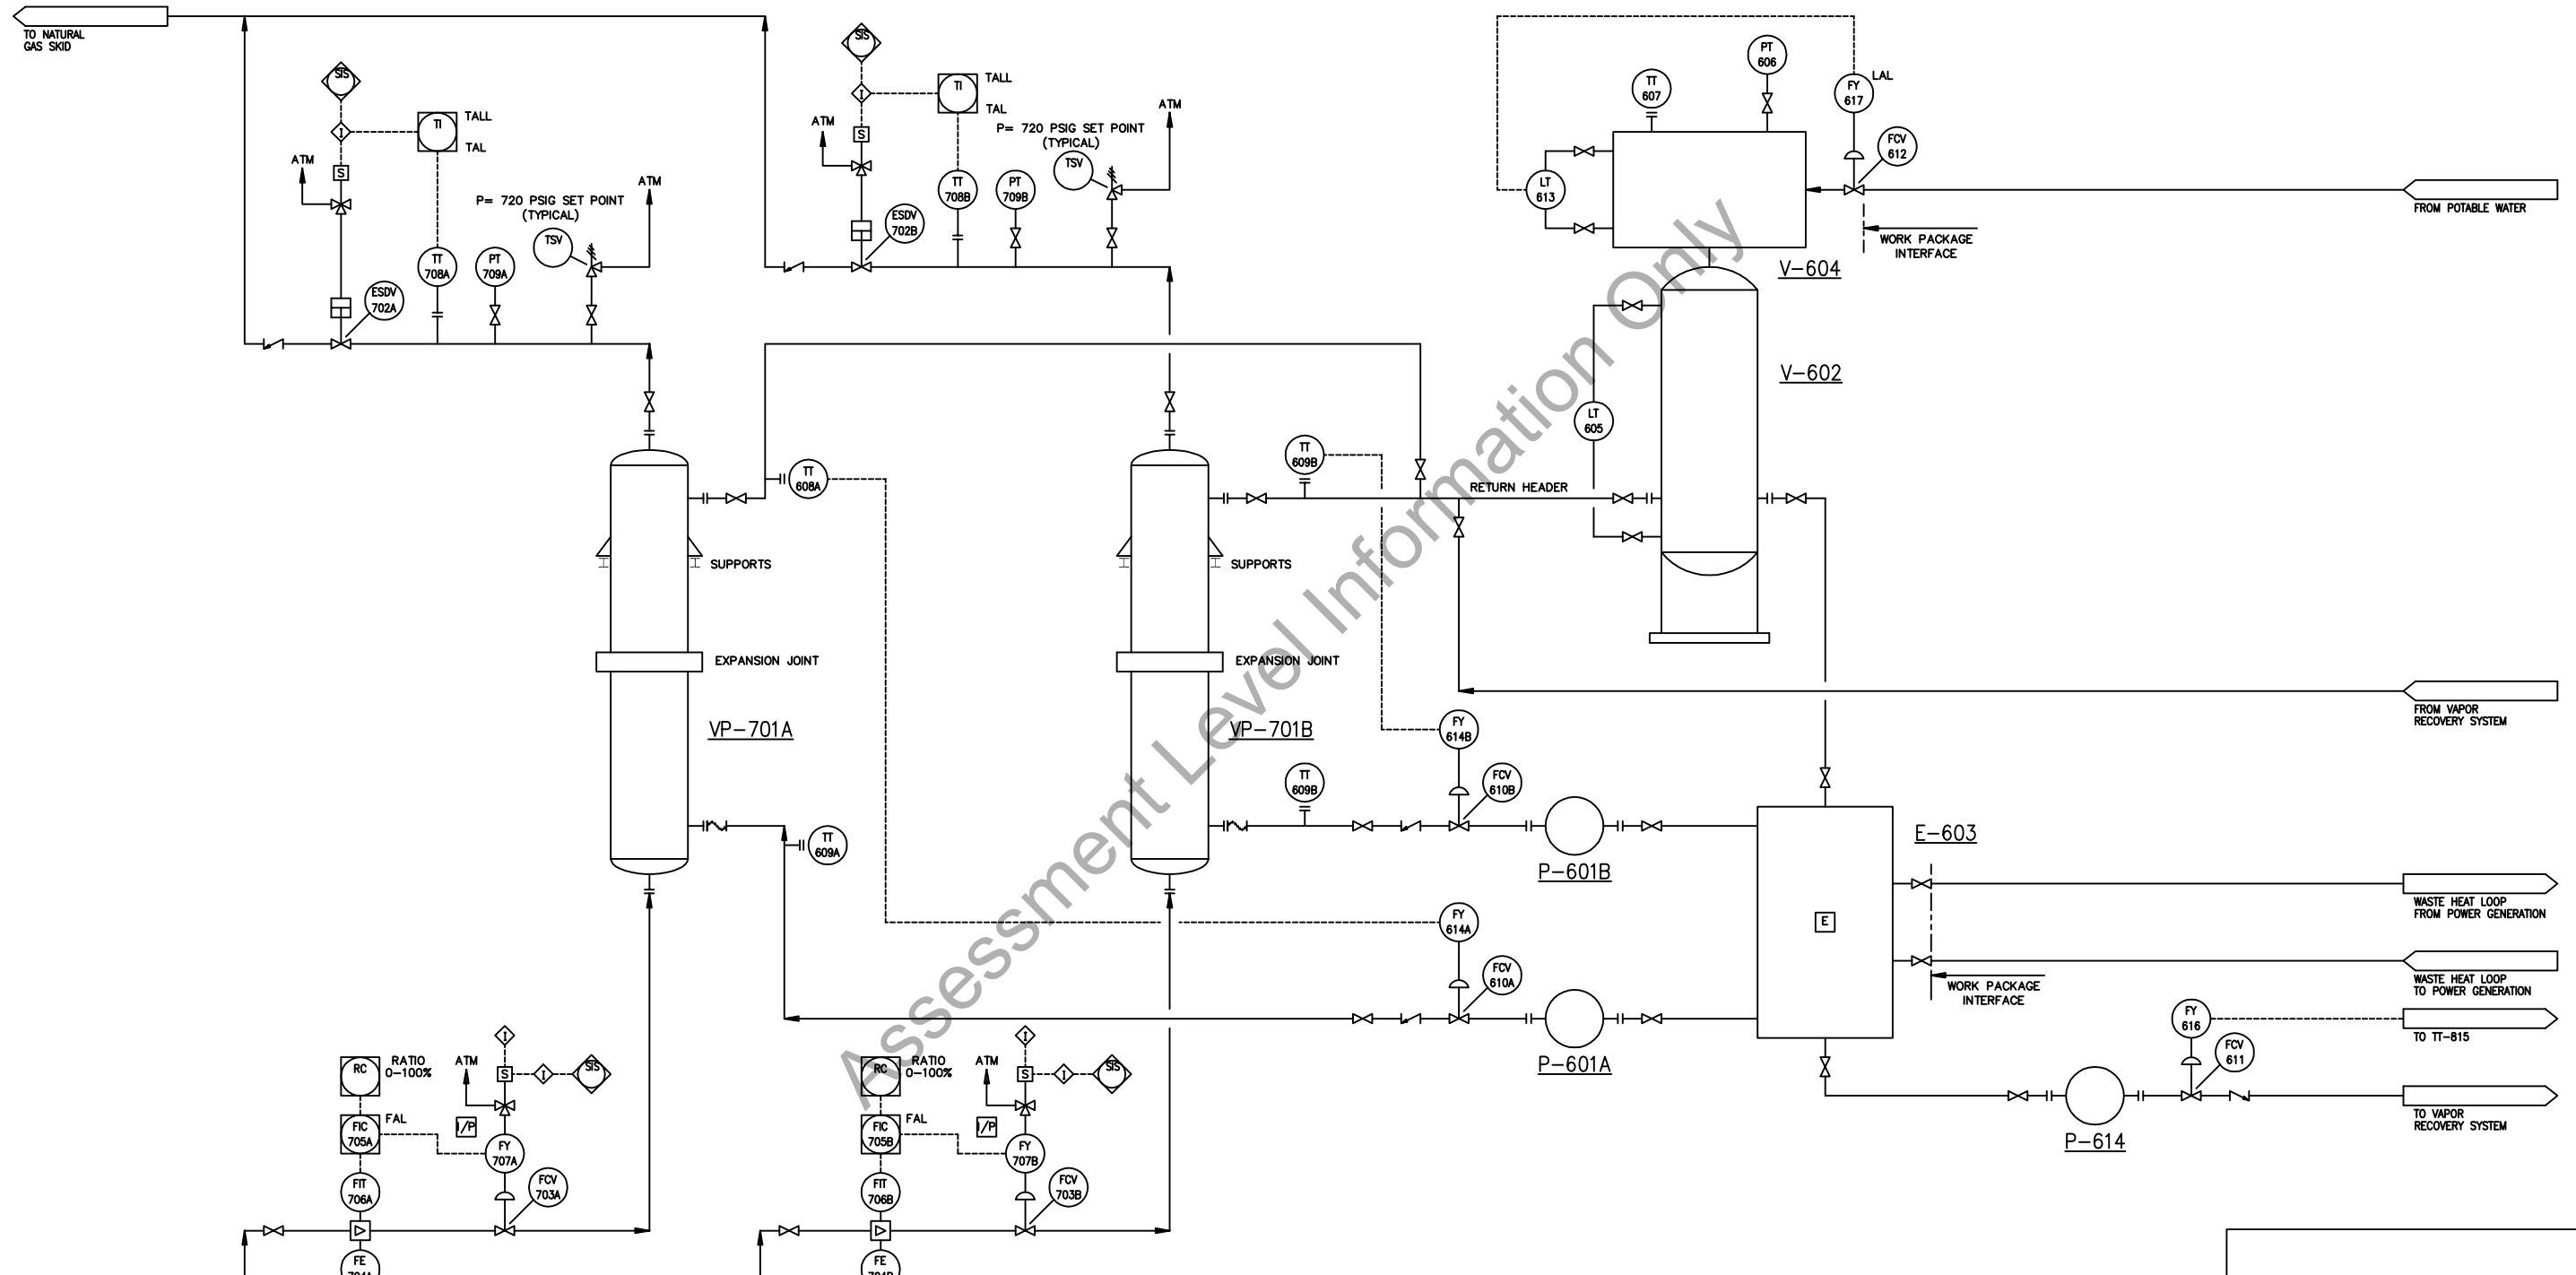 TO NATURAL
GAS SKID
SIS
I
TI
TALL
TAL
ATM
S
P= 720 PSIG SET POINT
(TYPICAL)
TSV
ATM
TT
708A
PT
709A
ESDV
702A
SIS
I
TI
TALL
TAL
ATM
S
P= 720 PSIG SET POINT
(TYPICAL)
TSV
ATM
TT
708B
PT
709B
ESDV
702B
PT
606
TT
607
FY
617
LAL
FCV
612
LT
613
FROM POTABLE WATER
WORK PACKAGE
INTERFACE
V-604
V-602
LT
605
TT
608A
TT
609B
RETURN HEADER
SUPPORTS
SUPPORTS
EXPANSION JOINT
EXPANSION JOINT
VP-701A
VP-701B
FROM VAPOR
RECOVERY SYSTEM
FY
614B
TT
609B
FCV
610B
TT
609A
P-601B
E-603
E
WASTE HEAT LOOP
FROM POWER GENERATION
FY
614A
FCV
610A
WASTE HEAT LOOP
TO POWER GENERATION
WORK PACKAGE
INTERFACE
P-601A
FY
616
TO TT-815
FCV
611
TO VAPOR
RECOVERY SYSTEM
P-614
RC
RATIO
0-100%
ATM
I
S
I
SIS
FIC
705A
FAL
I/P
FY
707A
FIT
706A
FCV
703A
FE
704A
RC
RATIO
0-100%
ATM
I
S
I
SIS
FIC
705B
FAL
I/P
FY
707B
FIT
706B
FCV
703B
FE
704B
Assessment Level Information Only